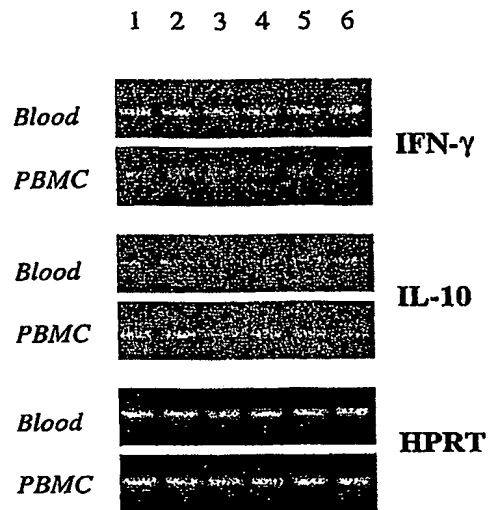 1 2 3 4 5 6
Blood
IFN-γ
PBMC
Blood
IL-10
PBMC
Blood
HPRT
PBMC